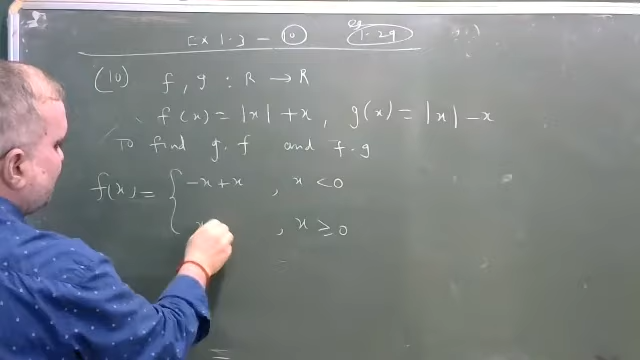 Ex 1.3 - 10 eg 1.29
(10) f, g : R → R
f(x) = |x| + x, g(x) = |x| - x
To find g.f and f.g
f(x) = { -x + x , x < 0
x , x ≥ 0